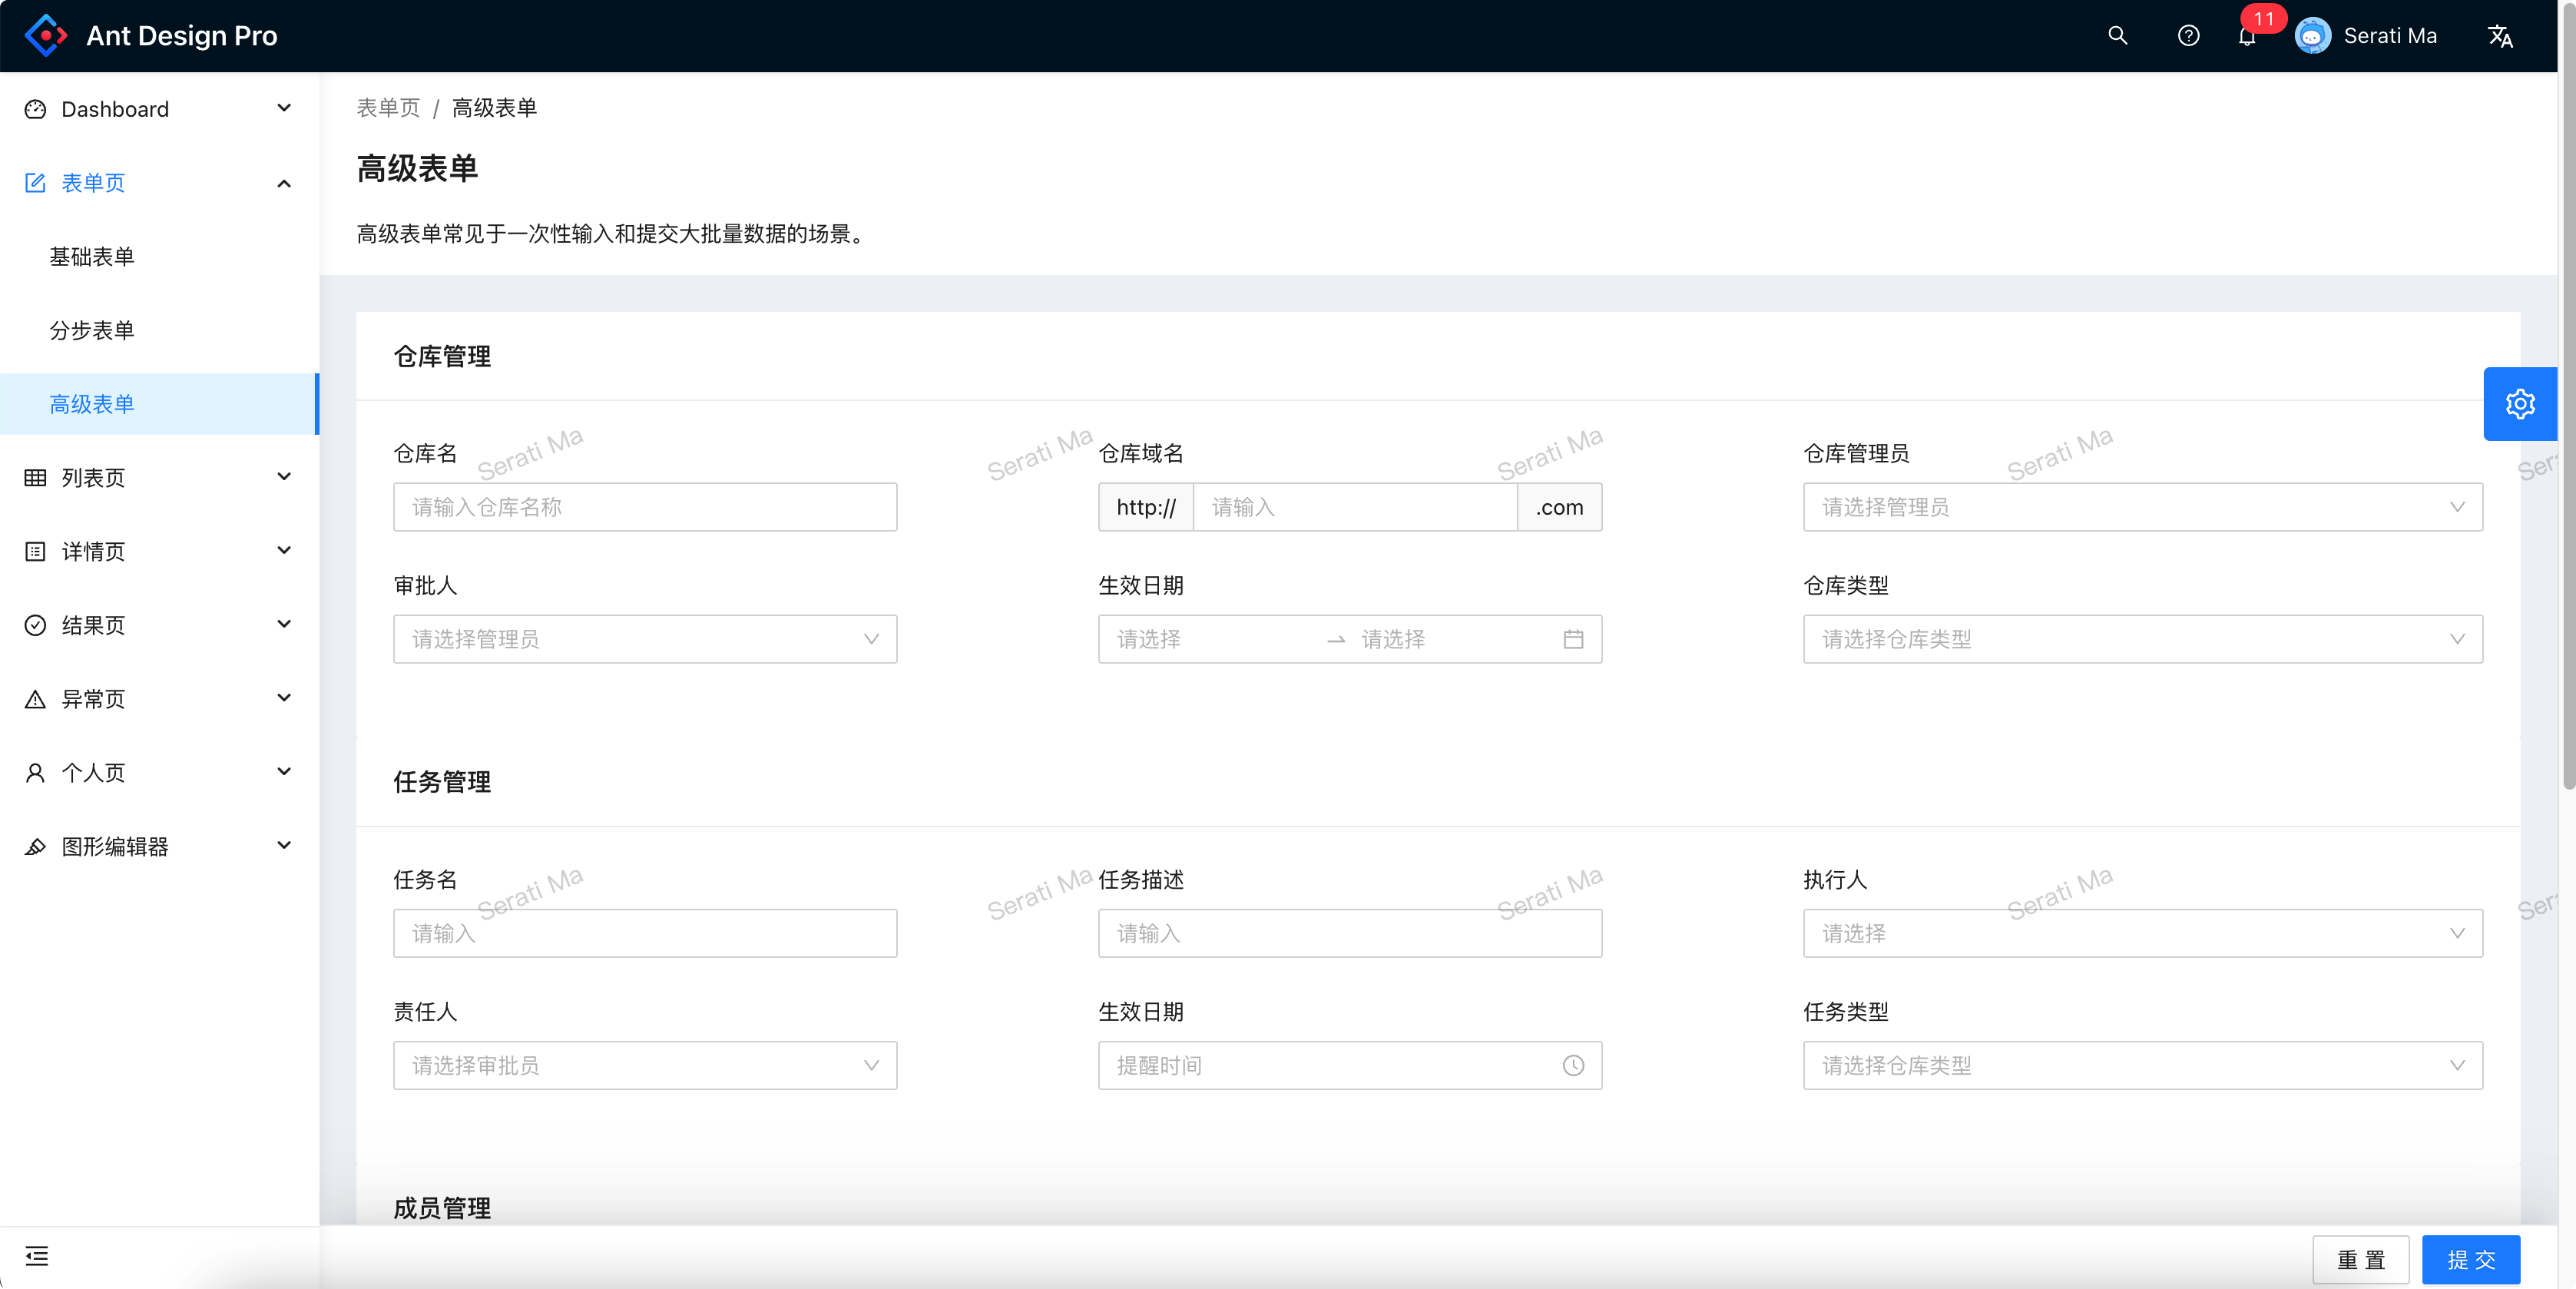 Ant Design Pro
11
Serati Ma
Dashboard
表单页
基础表单
分步表单
高级表单
列表页
详情页
结果页
异常页
个人页
图形编辑器
表单页 / 高级表单
高级表单
高级表单常见于一次性输入和提交大批量数据的场景。
仓库管理
仓库名 仓库域名 仓库管理员
Serati Ma Serati Ma Serati Ma Serati Ma Ser
请输入仓库名称 http:// 请输入 .com 请选择管理员
审批人 生效日期 仓库类型
请选择管理员 请选择 请选择 请选择仓库类型
任务管理
任务名 任务描述 执行人
Serati Ma Serati Ma Serati Ma Serati Ma Ser
请输入 请输入 请选择
责任人 生效日期 任务类型
请选择审批员 提醒时间 请选择仓库类型
成员管理
重 置 提 交